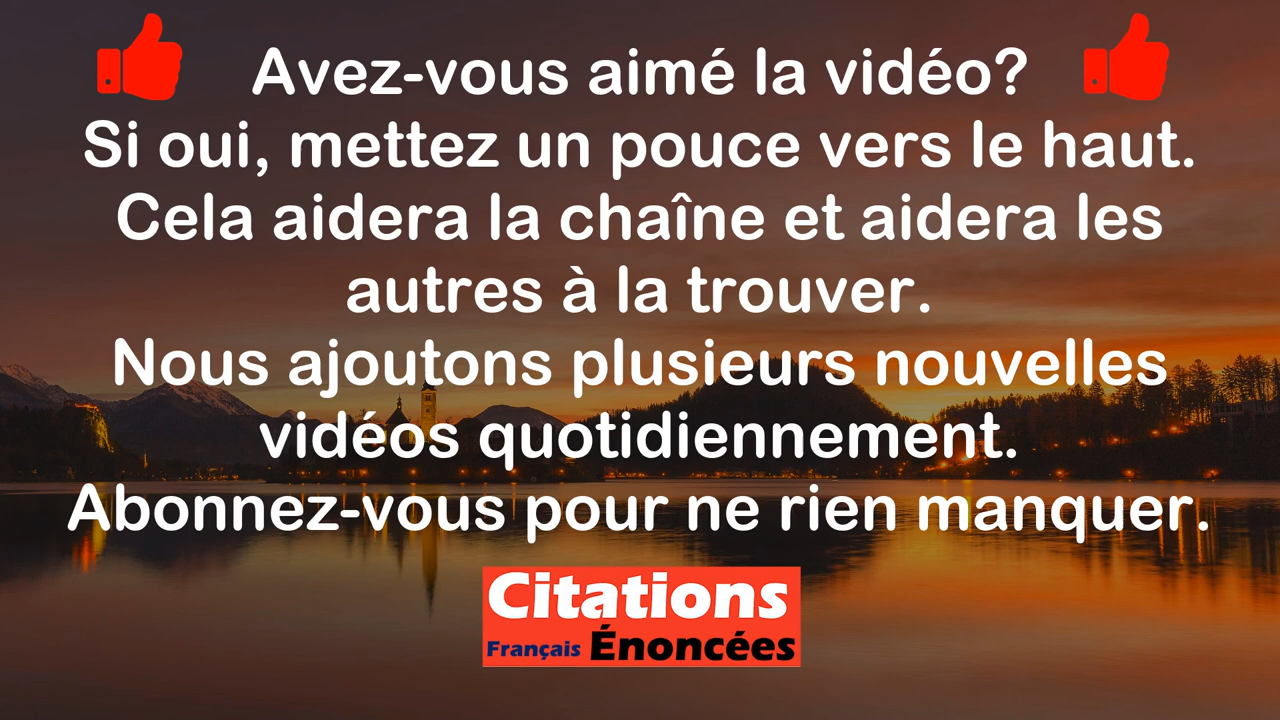 Avez-vous aimé la vidéo?
Si oui, mettez un pouce vers le haut.
Cela aidera la chaîne et aidera les
autres à la trouver.
Nous ajoutons plusieurs nouvelles
vidéos quotidiennement.
Abonnez-vous pour ne rien manquer.
Citations
Français Énoncées